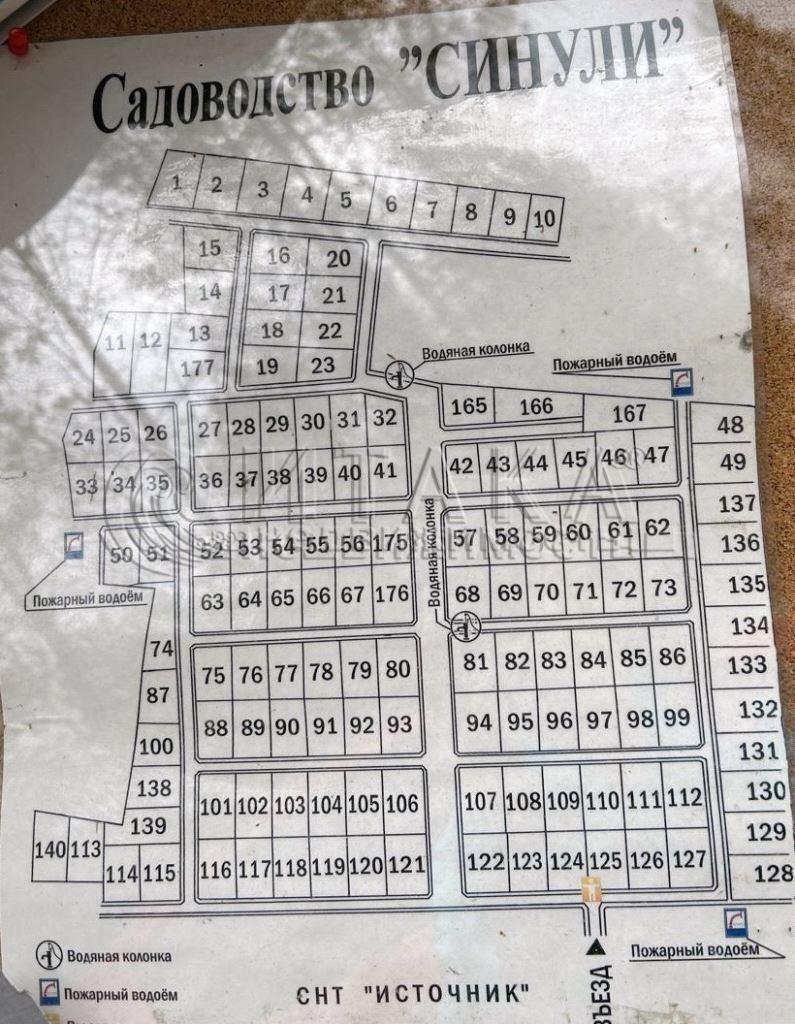 Садоводство "СИНУЛИ"
1 2 3 4 5 6 7 8 9 10
15 16 20
14 17 21
11 12 13 18 22
177 19 23
Водяная колонка
Пожарный водоём
165 166 167
24 25 26 27 28 29 30 31 32 48
33 34 35 36 37 38 39 40 41 42 43 44 45 46 47 49
ИТАКА
137
Водяная колонка
50 51 52 53 54 55 56 175 57 58 59 60 61 62 136
Пожарный водоём
63 64 65 66 67 176 68 69 70 71 72 73 135
134
74 75 76 77 78 79 80 81 82 83 84 85 86 133
87 88 89 90 91 92 93 94 95 96 97 98 99 132
100 131
138 101 102 103 104 105 106 107 108 109 110 111 112 130
139 129
140 113 114 115 116 117 118 119 120 121 122 123 124 125 126 127 128
Водяная колонка
Пожарный водоём
Пожарный водоём
СНТ "ИСТОЧНИК"
ВЪЕЗД